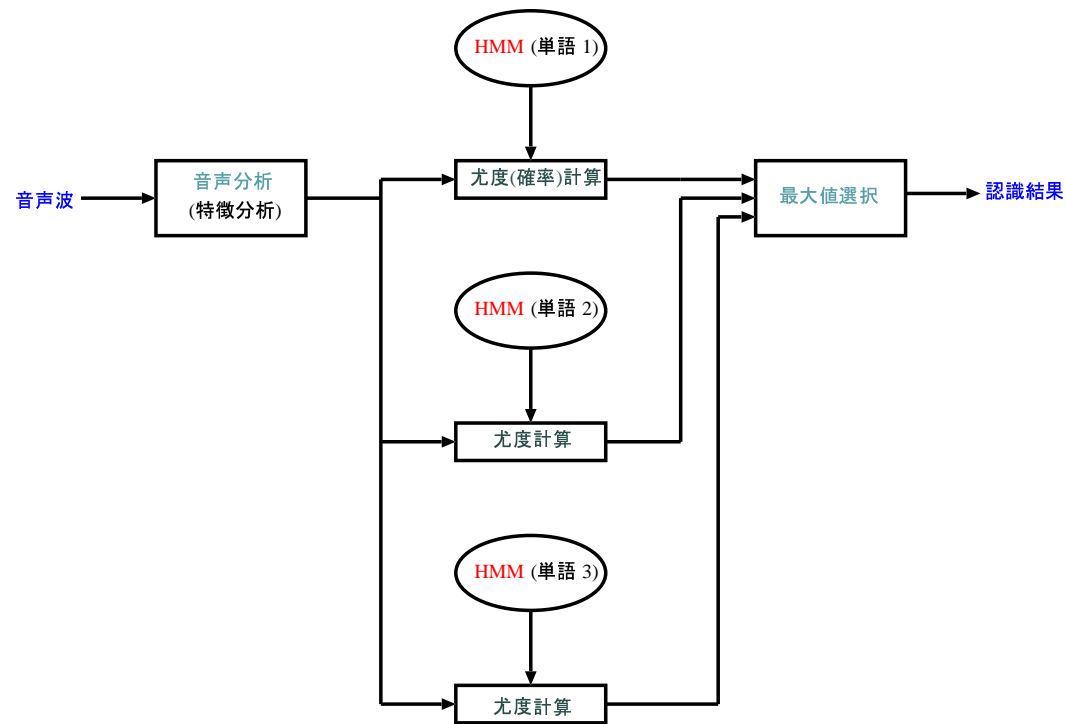 HMM (単語 1)
音声波
音声分析
(特徴分析)
尤度(確率)計算
最大値選択
認識結果
HMM (単語 2)
尤度計算
HMM (単語 3)
尤度計算